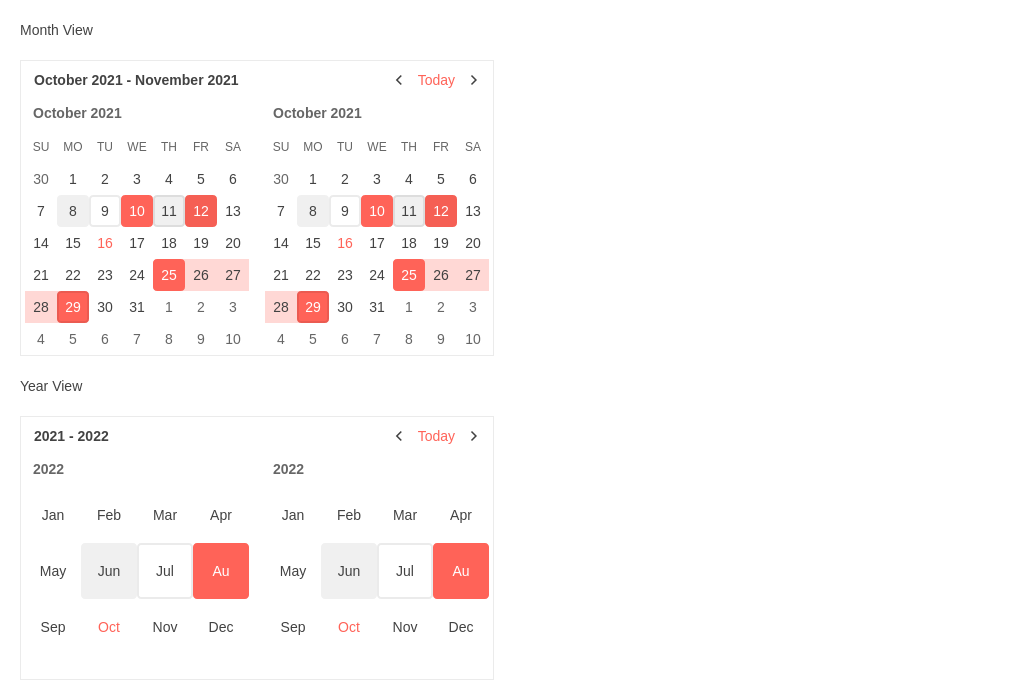 Month View
October 2021 - November 2021 Today
October 2021 October 2021
SU MO TU WE TH FR SA SU MO TU WE TH FR SA
30 1 2 3 4 5 6 30 1 2 3 4 5 6
7 8 9 10 11 12 13 7 8 9 10 11 12 13
14 15 16 17 18 19 20 14 15 16 17 18 19 20
21 22 23 24 25 26 27 21 22 23 24 25 26 27
28 29 30 31 1 2 3 28 29 30 31 1 2 3
4 5 6 7 8 9 10 4 5 6 7 8 9 10
Year View
2021 - 2022 Today
2022 2022
Jan Feb Mar Apr Jan Feb Mar Apr
May Jun Jul Au May Jun Jul Au
Sep Oct Nov Dec Sep Oct Nov Dec